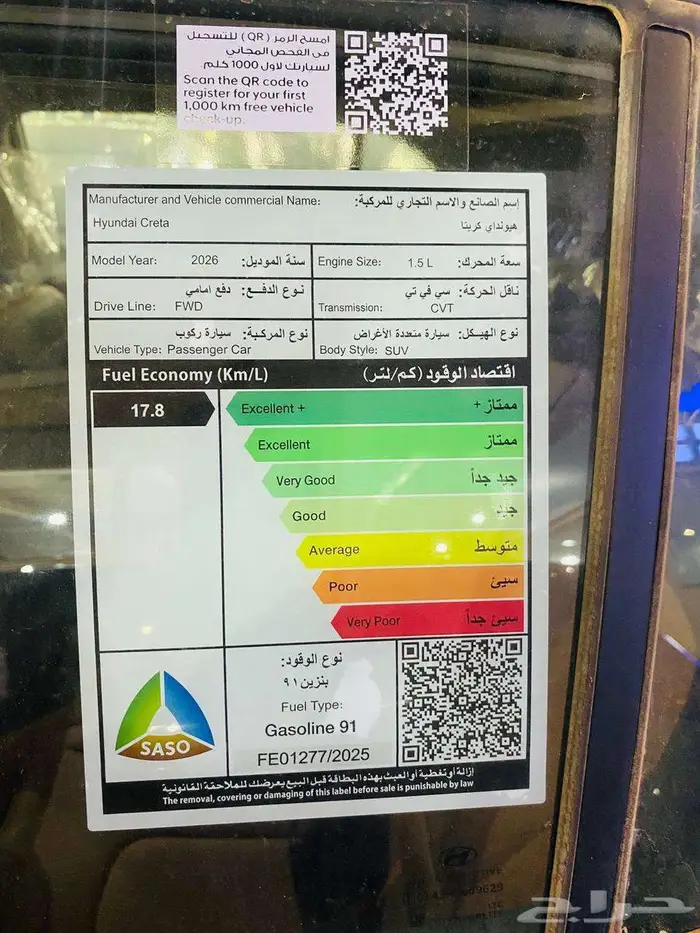 امسح الرمز (QR) للتسجيل
في الفحص المجاني
لسيارتك لاول 1000 كلم.
Scan the QR code to
register for your first
1,000 km free vehicle
check-up.
Manufacturer and Vehicle commercial Name: إسم الصانع والاسم التجاري للمركبة:
Hyundai Creta هيونداي كريتا
Model Year: 2026 سنة الموديل: Engine Size: 1.5 L سعة المحرك:
نوع الدفع: دفع امامي ناقل الحركة: سي في تي
Drive Line: FWD Transmission: CVT
نوع المركبة: سيارة ركوب نوع الهيكل: سيارة متعددة الأغراض
Vehicle Type: Passenger Car Body Style: SUV
Fuel Economy (Km/L) اقتصاد الوقود (كم/لتر)
17.8 Excellent + ممتاز +
Excellent ممتاز
Very Good جيد جداً
Good جيد
Average متوسط
Poor سيئ
Very Poor سيئ جداً
نوع الوقود:
بنزين ٩١
Fuel Type:
Gasoline 91
SASO
FE01277/2025
إزالة أو تغطية أو العبث بهذه البطاقة قبل البيع يعرضك للملاحقة القانونية
The removal, covering or damaging of this label before sale is punishable by law
حراج